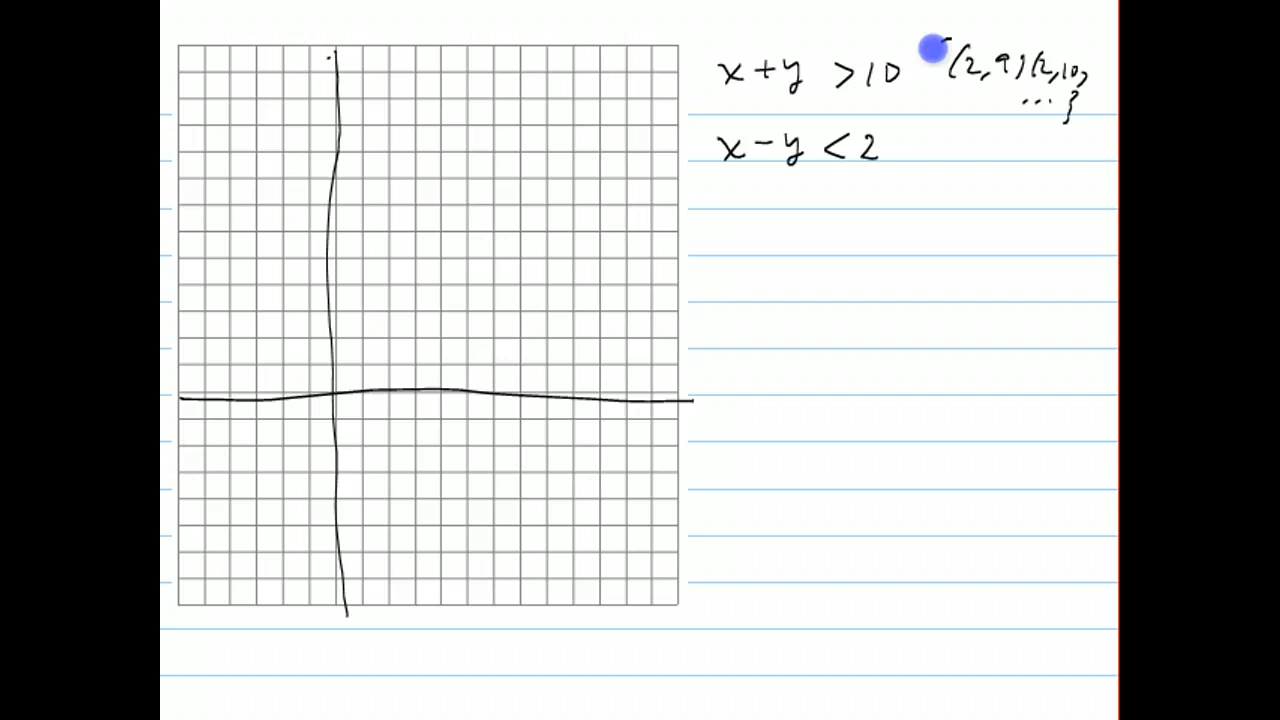 x + y > 10 { (2, 9) (2, 10,
... }
x - y < 2